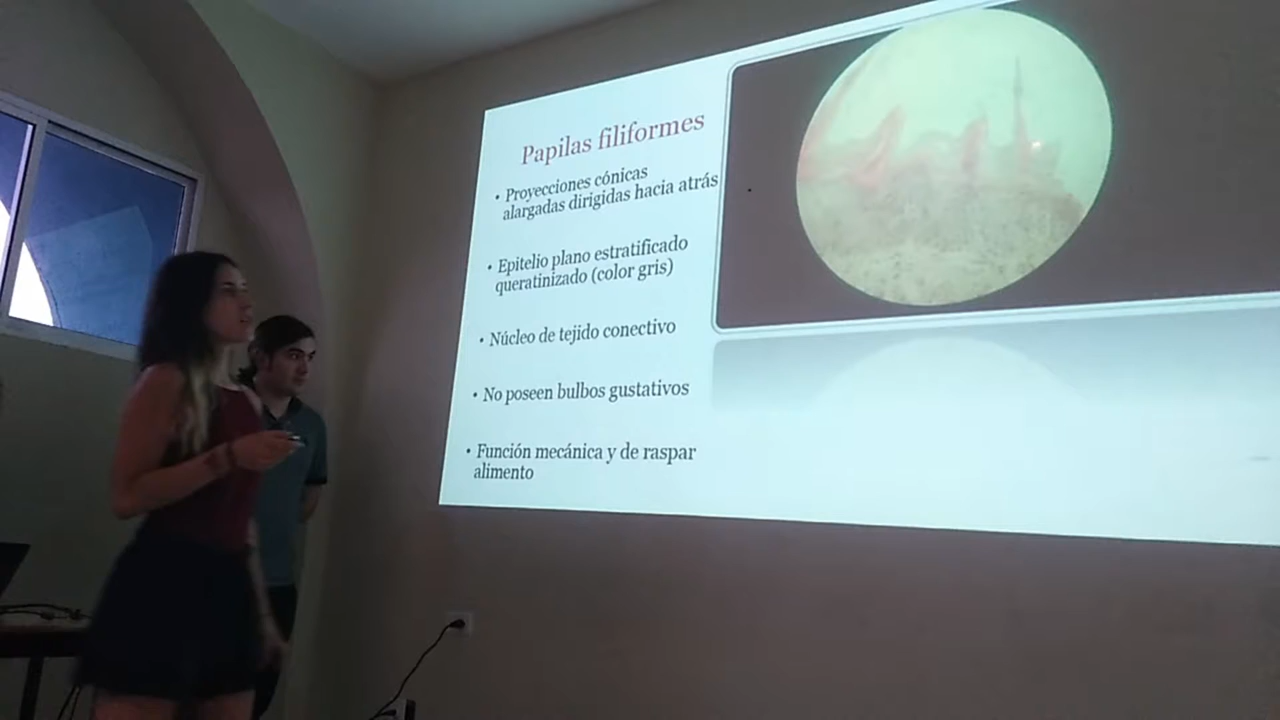 Papilas filiformes
• Proyecciones cónicas
alargadas dirigidas hacia atrás
• Epitelio plano estratificado
queratinizado (color gris)
• Núcleo de tejido conectivo
• No poseen bulbos gustativos
• Función mecánica y de raspar
alimento